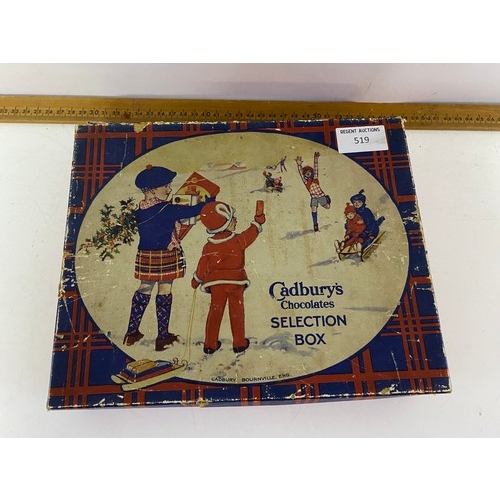 REGENT AUCTIONS
519
Cadbury's
Chocolates
SELECTION
BOX
CADBURY BOURNVILLE, ENG.